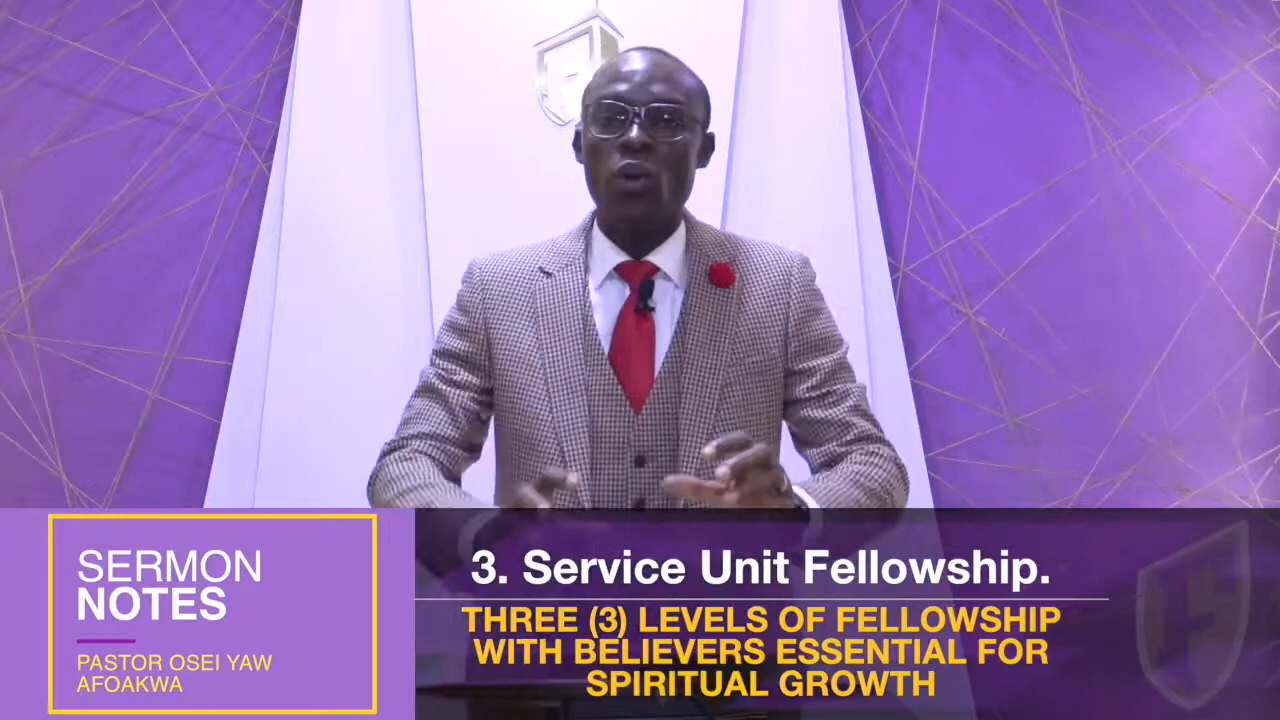 SERMON
NOTES
PASTOR OSEI YAW
AFOAKWA
3. Service Unit Fellowship.
THREE (3) LEVELS OF FELLOWSHIP
WITH BELIEVERS ESSENTIAL FOR
SPIRITUAL GROWTH